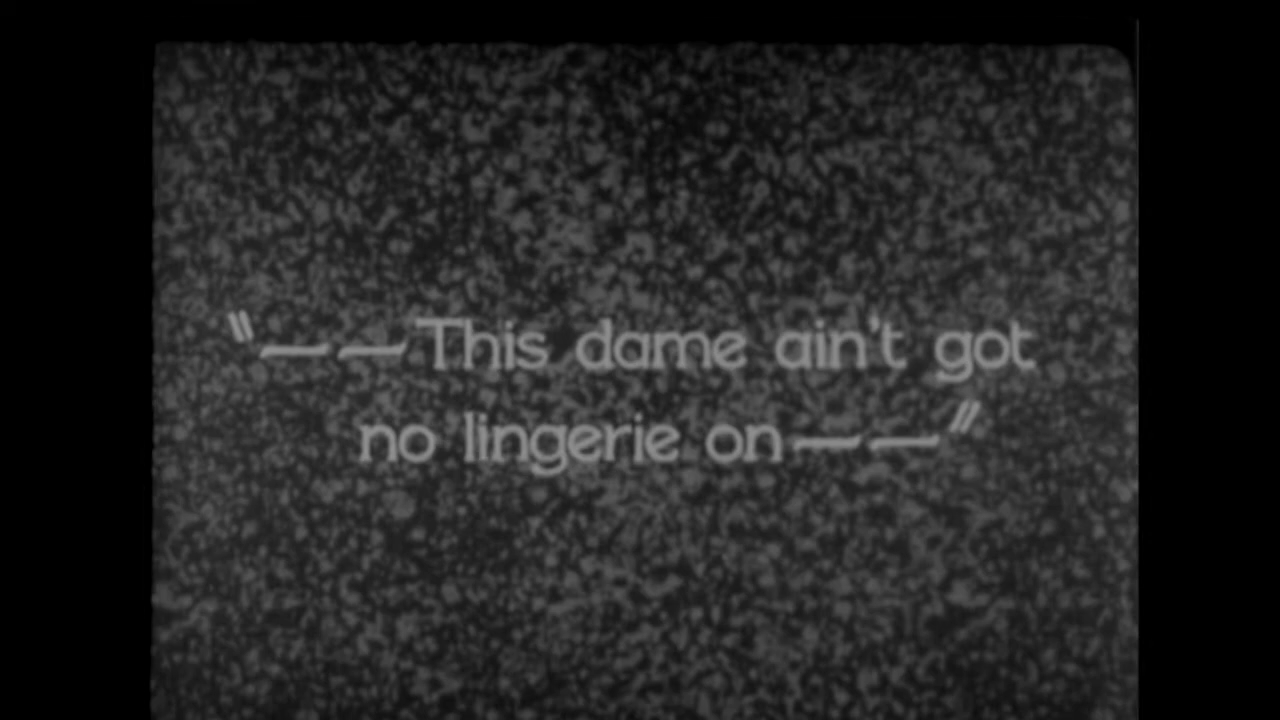 "— —This dame ain't got
no lingerie on— —"